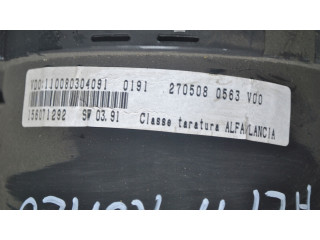 VDO:110080304091 0191 270508 0563 VDO
156071292 SW 03.91 Classe taratura ALFA/LANCIA